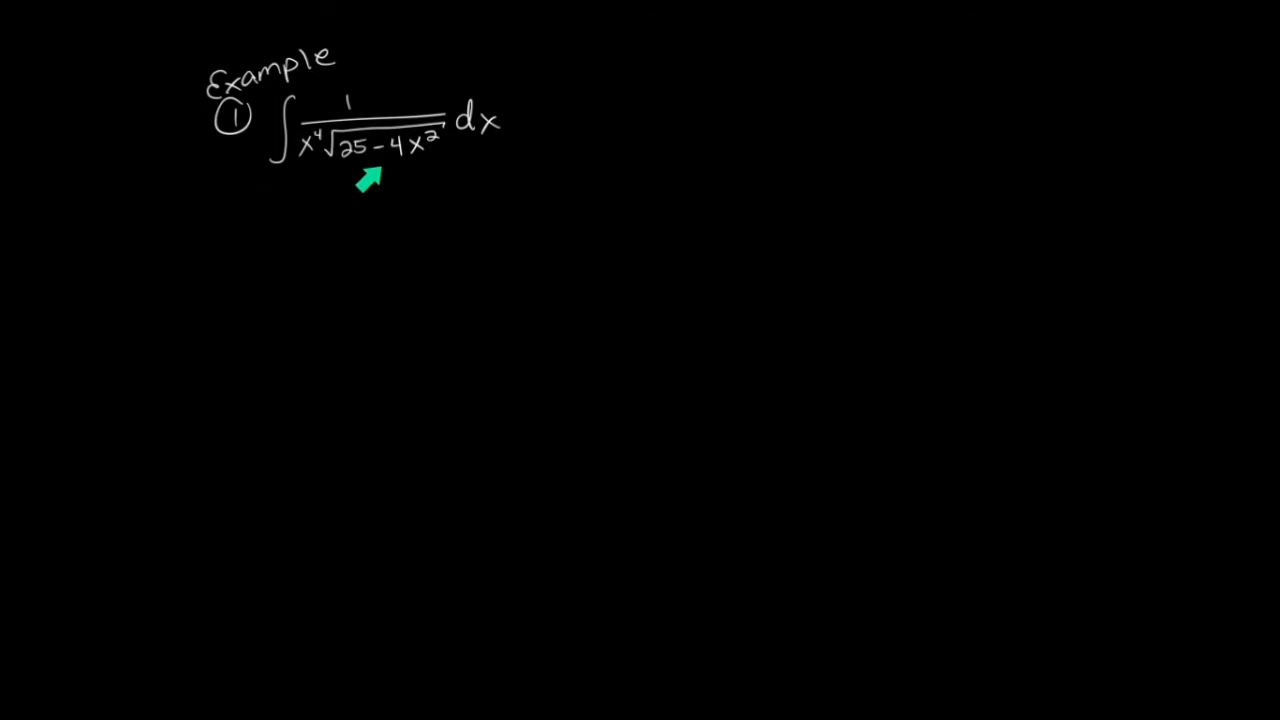 Example
① ∫ 1/(x⁴√(25-4x²)) dx